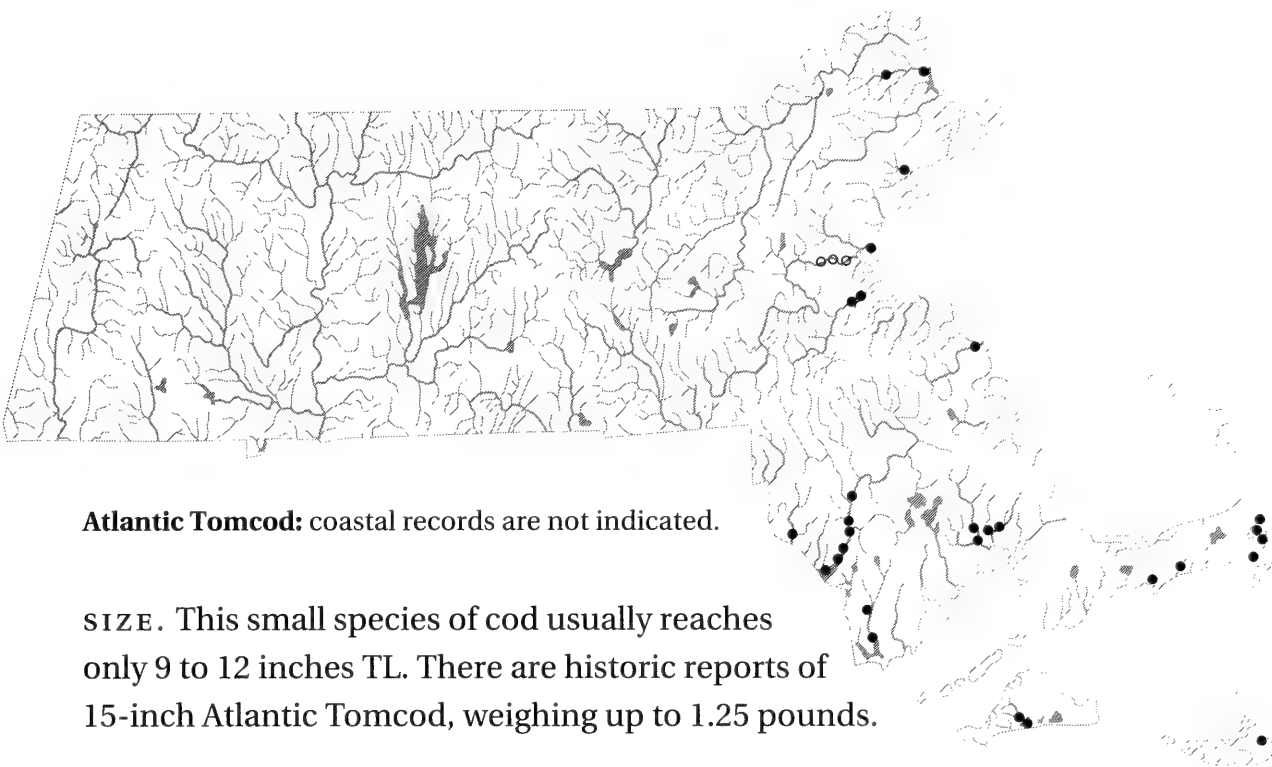 Atlantic Tomcod: coastal records are not indicated.
SIZE. This small species of cod usually reaches
only 9 to 12 inches TL. There are historic reports of
15-inch Atlantic Tomcod, weighing up to 1.25 pounds.